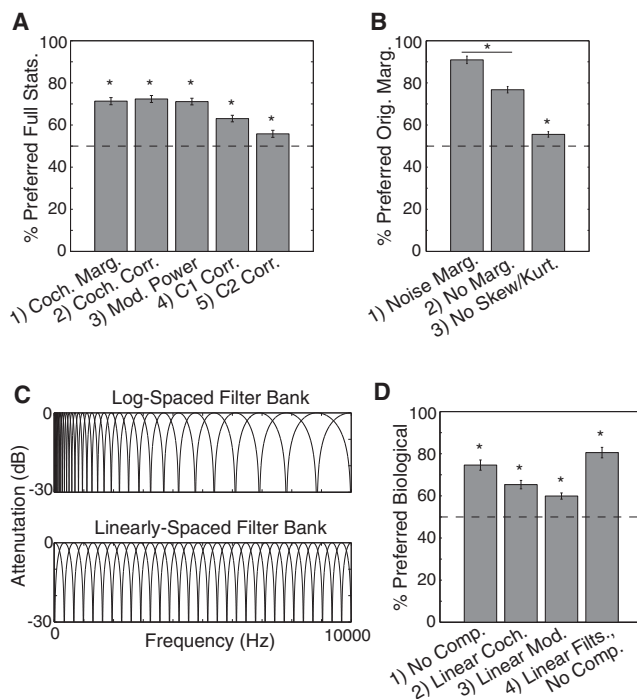 A
% Preferred Full Stats.
100
80
60
40
20
0
* * * * *
1) Coch. Marg.
2) Coch. Corr.
3) Mod. Power
4) C1 Corr.
5) C2 Corr.
B
% Preferred Orig. Marg.
100
80
60
40
20
0
* *
1) Noise Marg.
2) No Marg.
3) No Skew/Kurt.
C
Log-Spaced Filter Bank
0
-30
Attenutation (dB)
Linearly-Spaced Filter Bank
0
-30
0 10000
Frequency (Hz)
D
% Preferred Biological
100
80
60
40
20
0
* * * *
1) No Comp.
2) Linear Coch.
3) Linear Mod.
4) Linear Filts.,
No Comp.